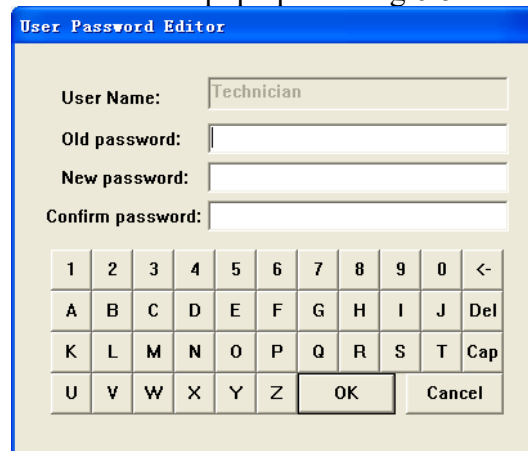 User Password Editor
User Name: Technician
Old password:
New password:
Confirm password:
1 2 3 4 5 6 7 8 9 0 <-
A B C D E F G H I J Del
K L M N O P Q R S T Cap
U V W X Y Z OK Cancel